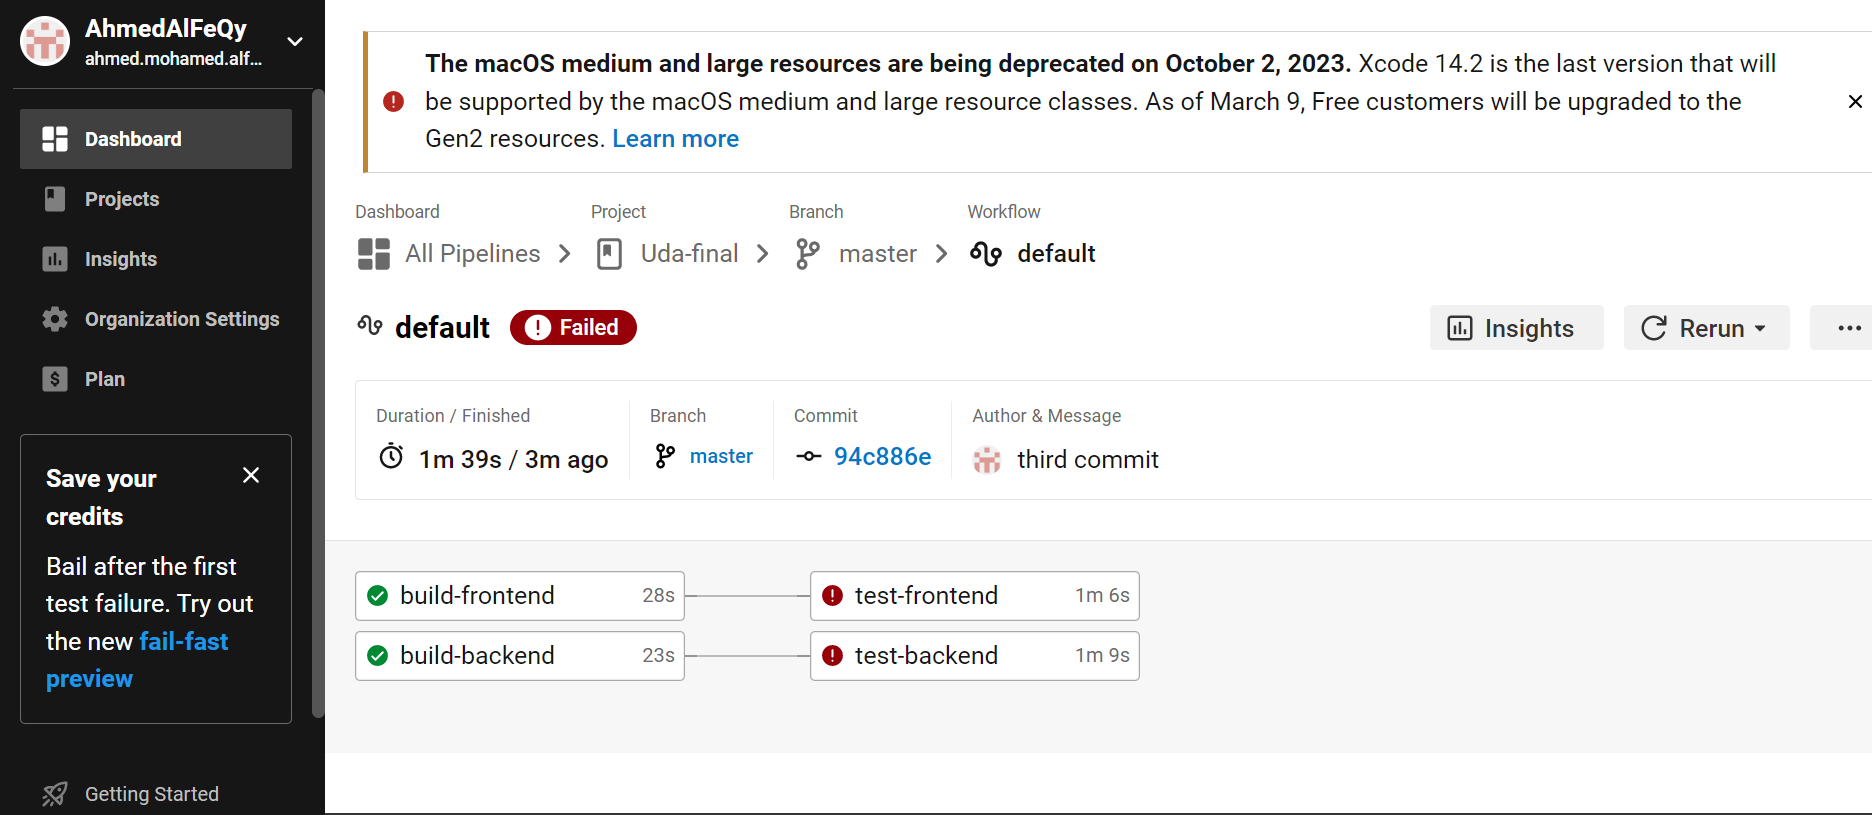 AhmedAlFeQy
ahmed.mohamed.alf...
Dashboard
Projects
Insights
Organization Settings
Plan
Save your
credits
Bail after the first
test failure. Try out
the new fail-fast
preview
Getting Started
The macOS medium and large resources are being deprecated on October 2, 2023. Xcode 14.2 is the last version that will
be supported by the macOS medium and large resource classes. As of March 9, Free customers will be upgraded to the
Gen2 resources. Learn more
Dashboard Project Branch Workflow
All Pipelines Uda-final master default
default Failed Insights Rerun
Duration / Finished Branch Commit Author & Message
1m 39s / 3m ago master 94c886e third commit
build-frontend 28s test-frontend 1m 6s
build-backend 23s test-backend 1m 9s